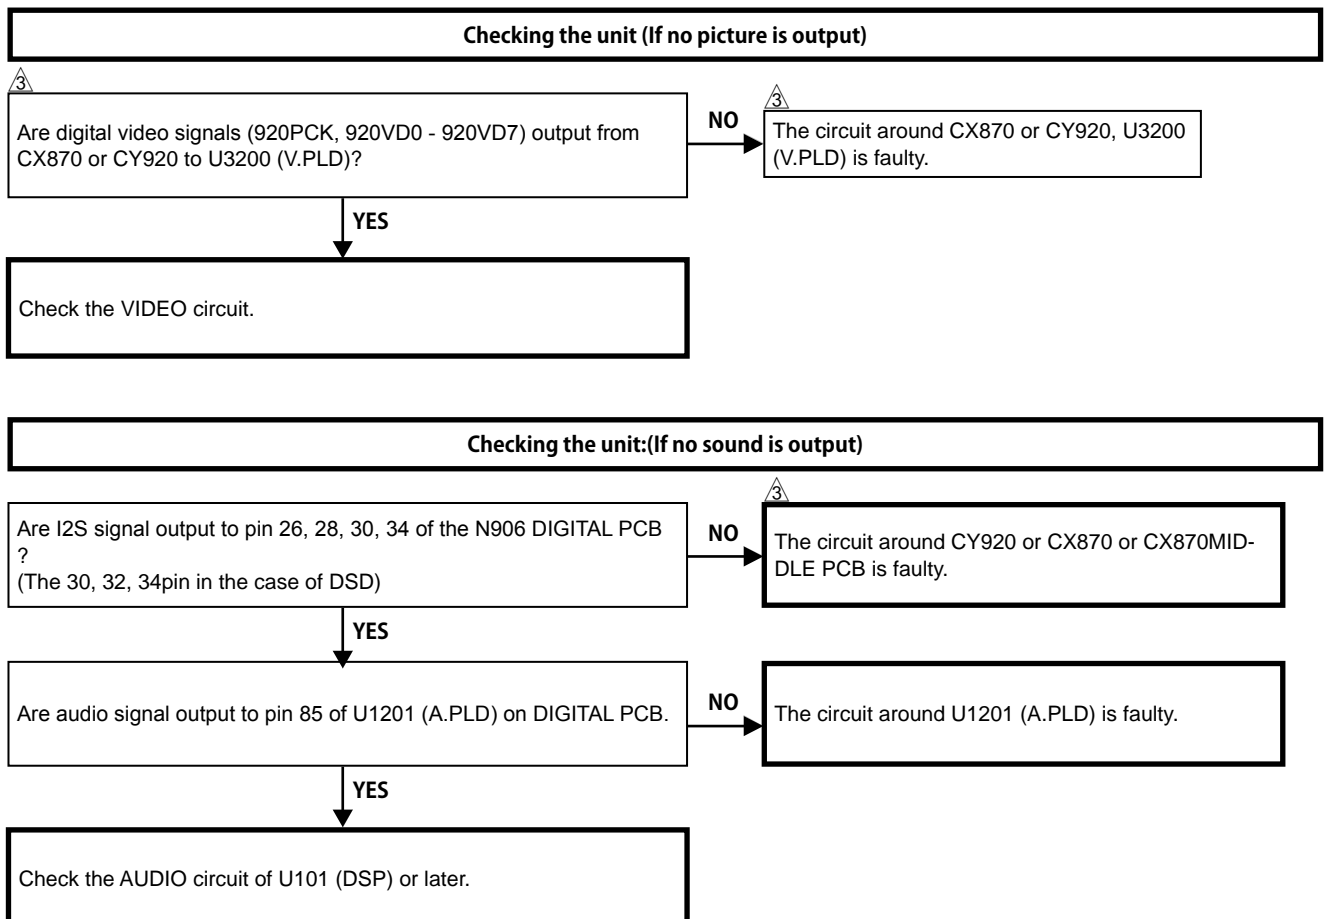 Checking the unit (If no picture is output)
3
Are digital video signals (920PCK, 920VD0 - 920VD7) output from
CX870 or CY920 to U3200 (V.PLD)?
NO
3
The circuit around CX870 or CY920, U3200
(V.PLD) is faulty.
YES
Check the VIDEO circuit.
Checking the unit:(If no sound is output)
Are I2S signal output to pin 26, 28, 30, 34 of the N906 DIGITAL PCB
?
(The 30, 32, 34pin in the case of DSD)
NO
3
The circuit around CY920 or CX870 or CX870MID-
DLE PCB is faulty.
YES
Are audio signal output to pin 85 of U1201 (A.PLD) on DIGITAL PCB.
NO
The circuit around U1201 (A.PLD) is faulty.
YES
Check the AUDIO circuit of U101 (DSP) or later.